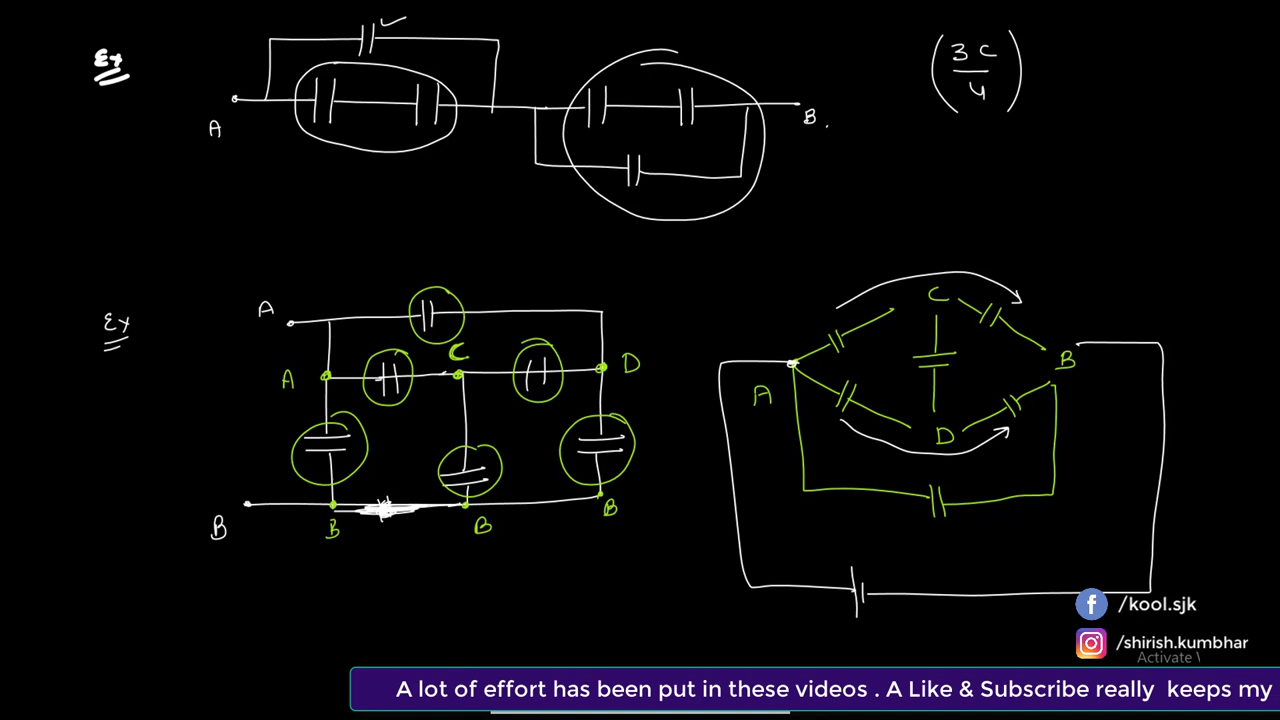 Ex
A
B.
(3C/4)
Ex
A
A
C
D
B
B
B
B
C
A
B
D
/kool.sjk
/shirish.kumbhar
Activate \
A lot of effort has been put in these videos . A Like & Subscribe really keeps my